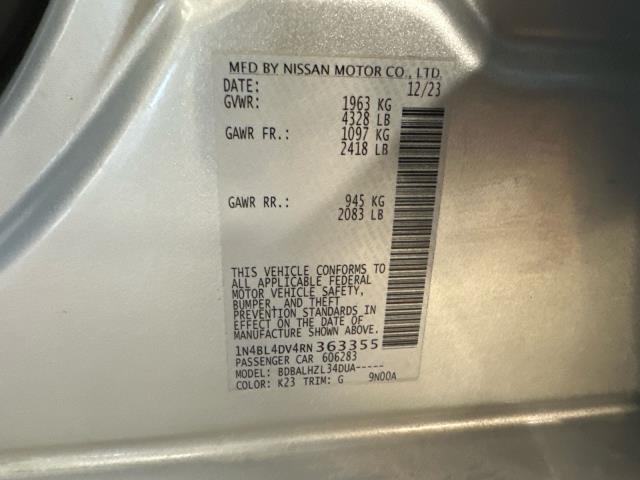 MFD BY NISSAN MOTOR CO., LTD.
DATE: 12/23
GVWR: 1963 KG
4328 LB
GAWR FR.: 1097 KG
2418 LB
GAWR RR.: 945 KG
2083 LB
THIS VEHICLE CONFORMS TO
ALL APPLICABLE FEDERAL
MOTOR VEHICLE SAFETY,
BUMPER, AND THEFT
PREVENTION STANDARDS IN
EFFECT ON THE DATE OF
MANUFACTURE SHOWN ABOVE.
1N4BL4DV4RN363355
PASSENGER CAR 606283
MODEL: BDBALHZL34DUA-----
COLOR: K23 TRIM: G 9N00A